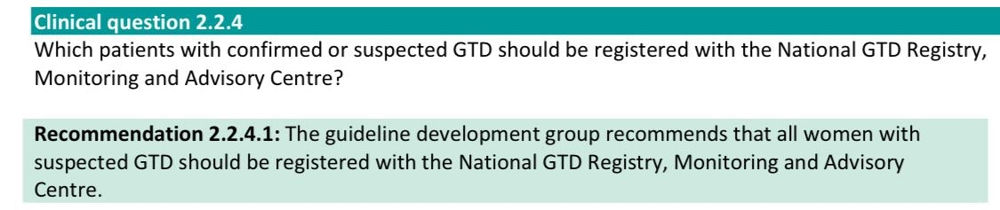 Clinical question 2.2.4
Which patients with confirmed or suspected GTD should be registered with the National GTD Registry,
Monitoring and Advisory Centre?
Recommendation 2.2.4.1: The guideline development group recommends that all women with
suspected GTD should be registered with the National GTD Registry, Monitoring and Advisory
Centre.